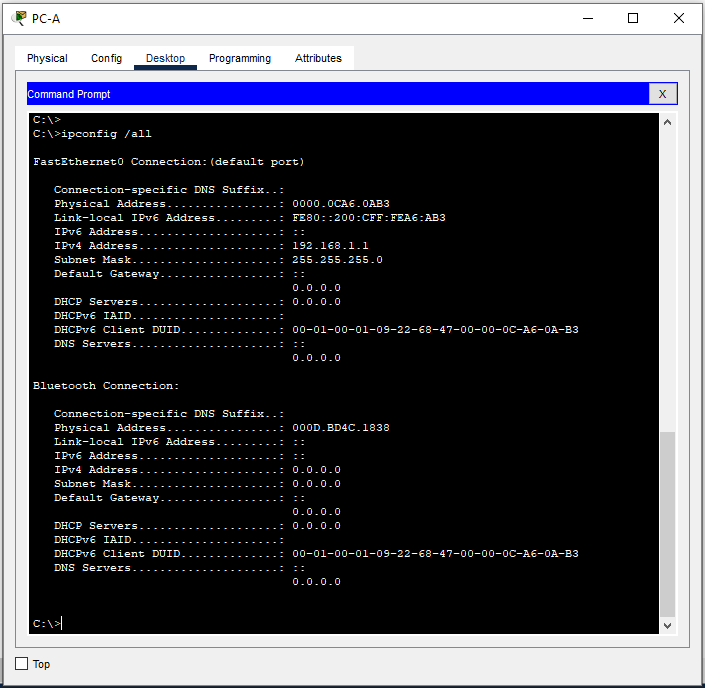 PC-A
Physical Config Desktop Programming Attributes
Command Prompt X
C:\>
C:\>ipconfig /all
FastEthernet0 Connection:(default port)
Connection-specific DNS Suffix..:
Physical Address................: 0000.0CA6.0AB3
Link-local IPv6 Address.........: FE80::200:CFF:FEA6:AB3
IPv6 Address....................: ::
IPv4 Address....................: 192.168.1.1
Subnet Mask.....................: 255.255.255.0
Default Gateway.................: ::
0.0.0.0
DHCP Servers....................: 0.0.0.0
DHCPv6 IAID.....................:
DHCPv6 Client DUID..............: 00-01-00-01-09-22-68-47-00-00-0C-A6-0A-B3
DNS Servers.....................: ::
0.0.0.0
Bluetooth Connection:
Connection-specific DNS Suffix..:
Physical Address................: 000D.BD4C.1838
Link-local IPv6 Address.........: ::
IPv6 Address....................: ::
IPv4 Address....................: 0.0.0.0
Subnet Mask.....................: 0.0.0.0
Default Gateway.................: ::
0.0.0.0
DHCP Servers....................: 0.0.0.0
DHCPv6 IAID.....................:
DHCPv6 Client DUID..............: 00-01-00-01-09-22-68-47-00-00-0C-A6-0A-B3
DNS Servers.....................: ::
0.0.0.0
C:\>
Top